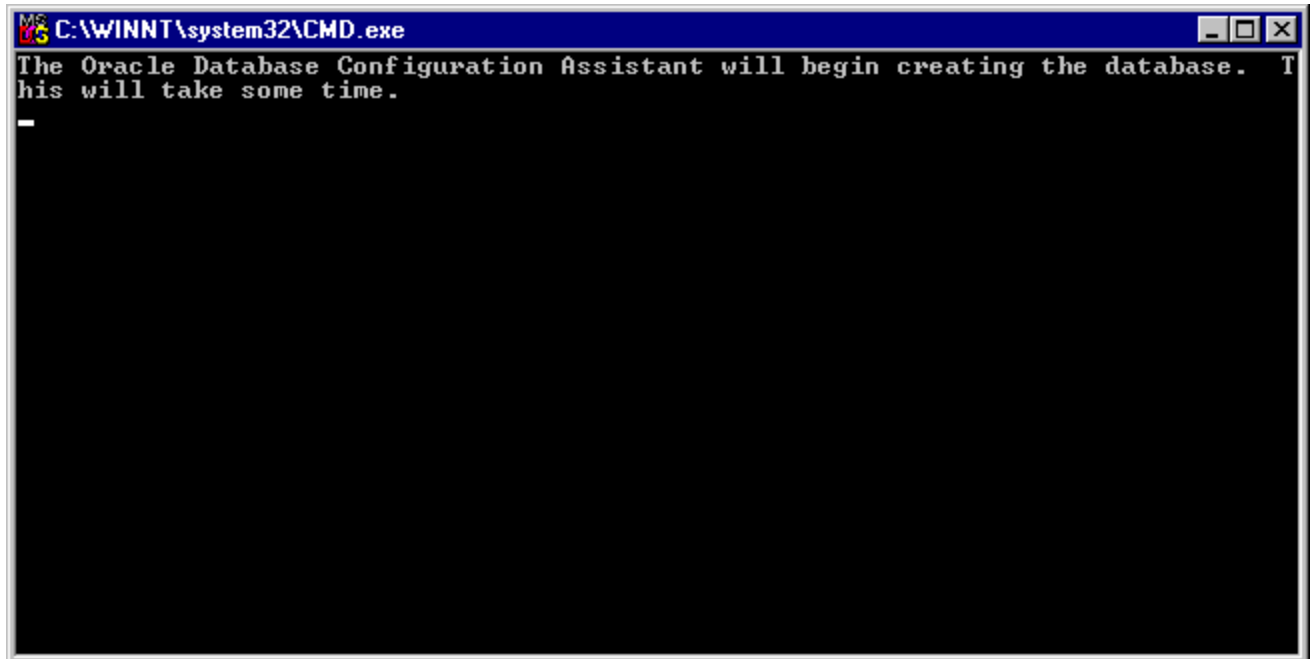 C:\WINNT\system32\CMD.exe
The Oracle Database Configuration Assistant will begin creating the database.  T
his will take some time.